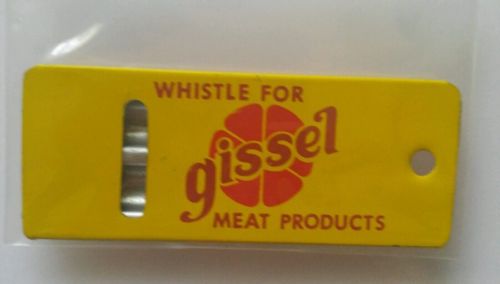 WHISTLE FOR
gissel
MEAT PRODUCTS